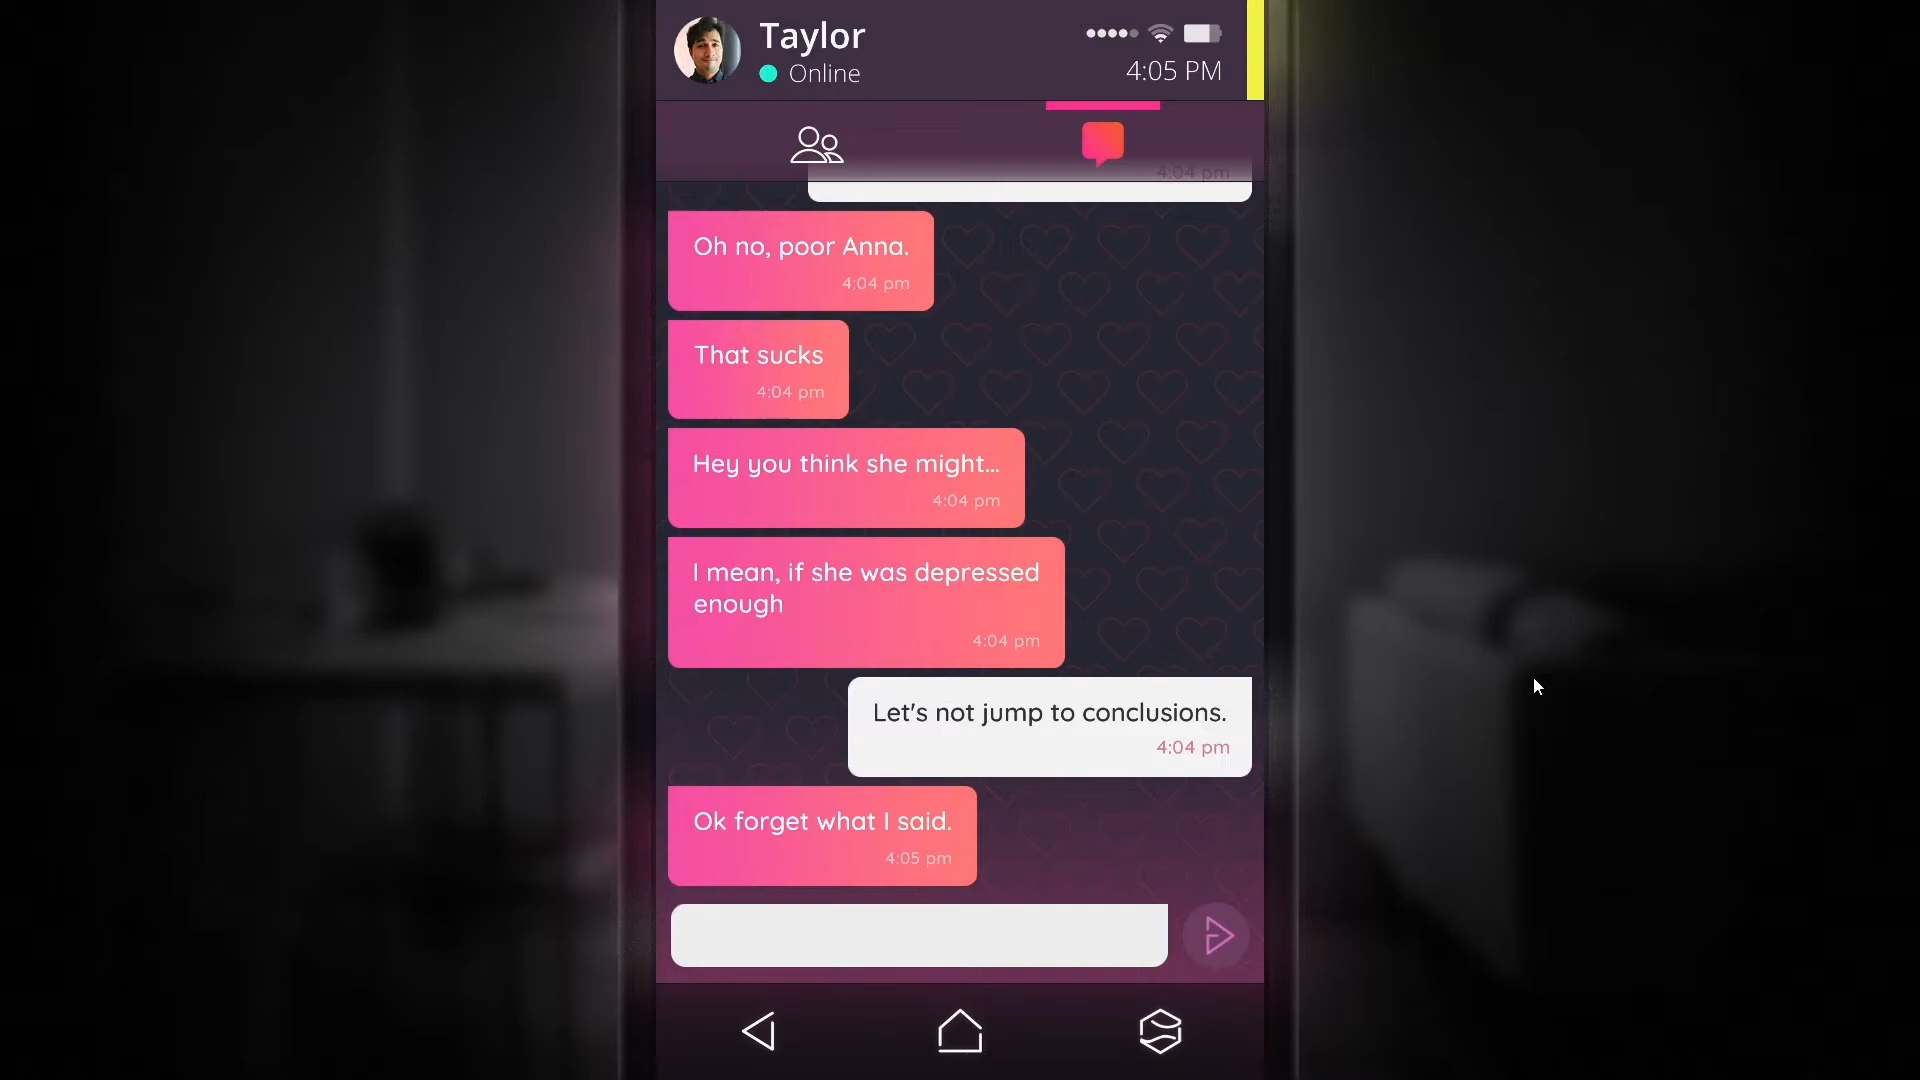 Taylor
Online
4:05 PM
4:04 pm
Oh no, poor Anna.
4:04 pm
That sucks
4:04 pm
Hey you think she might...
4:04 pm
I mean, if she was depressed
enough
4:04 pm
Let's not jump to conclusions.
4:04 pm
Ok forget what I said.
4:05 pm